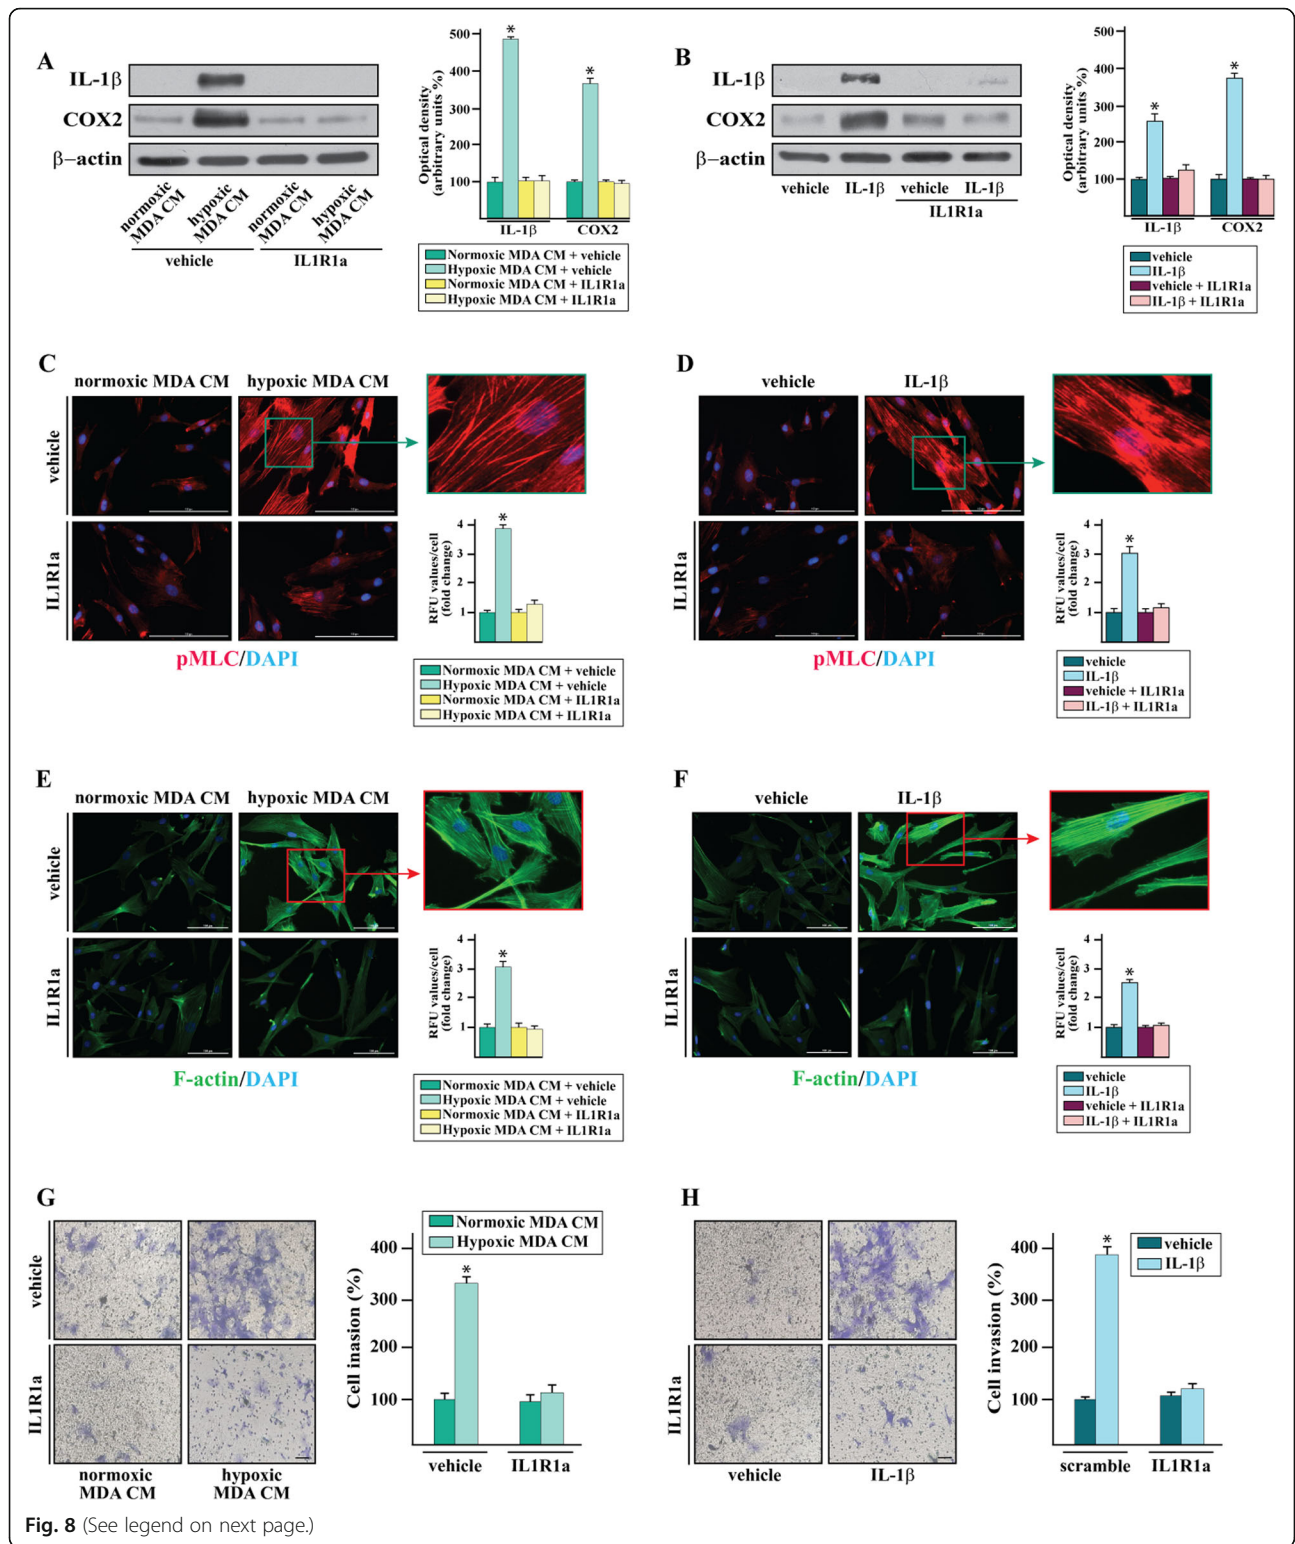 A
IL-1β
COX2
β−actin
normoxic MDA CM
hypoxic MDA CM
normoxic MDA CM
hypoxic MDA CM
vehicle
IL1R1a
Optical density
(arbitrary units %)
500
400
300
200
100
*
*
IL-1β
COX2
Normoxic MDA CM + vehicle
Hypoxic MDA CM + vehicle
Normoxic MDA CM + IL1R1a
Hypoxic MDA CM + IL1R1a
B
IL-1β
COX2
β−actin
vehicle
IL-1β
vehicle
IL-1β
IL1R1a
Optical density
(arbitrary units %)
500
400
300
200
100
*
*
IL-1β
COX2
vehicle
IL-1β
vehicle + IL1R1a
IL-1β + IL1R1a
C
normoxic MDA CM
hypoxic MDA CM
vehicle
IL1R1a
pMLC/DAPI
RFU values/cell
(fold change)
4
3
2
1
*
Normoxic MDA CM + vehicle
Hypoxic MDA CM + vehicle
Normoxic MDA CM + IL1R1a
Hypoxic MDA CM + IL1R1a
D
vehicle
IL-1β
IL1R1a
pMLC/DAPI
RFU values/cell
(fold change)
4
3
2
1
*
vehicle
IL-1β
vehicle + IL1R1a
IL-1β + IL1R1a
E
normoxic MDA CM
hypoxic MDA CM
vehicle
IL1R1a
F-actin/DAPI
RFU values/cell
(fold change)
4
3
2
1
*
Normoxic MDA CM + vehicle
Hypoxic MDA CM + vehicle
Normoxic MDA CM + IL1R1a
Hypoxic MDA CM + IL1R1a
F
vehicle
IL-1β
IL1R1a
F-actin/DAPI
RFU values/cell
(fold change)
4
3
2
1
*
vehicle
IL-1β
vehicle + IL1R1a
IL-1β + IL1R1a
G
vehicle
IL1R1a
normoxic
MDA CM
hypoxic
MDA CM
Normoxic MDA CM
Hypoxic MDA CM
Cell inasion (%)
400
300
200
100
*
vehicle
IL1R1a
H
IL1R1a
vehicle
IL-1β
vehicle
IL-1β
Cell invasion (%)
400
300
200
100
*
scramble
IL1R1a
Fig. 8 (See legend on next page.)